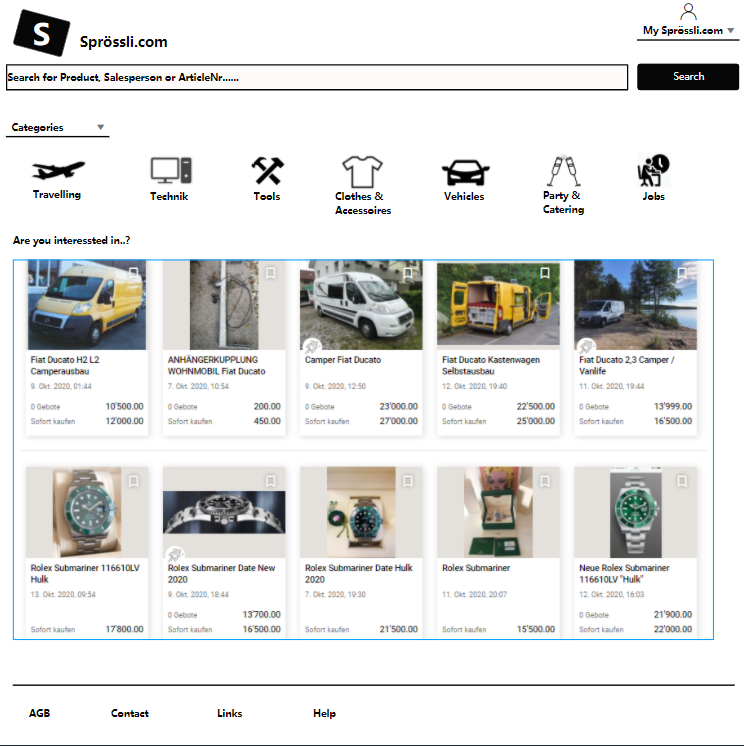 S
Sprössli.com
My Sprössli.com
Search for Product, Salesperson or ArticleNr......
Search
Categories
Travelling
Technik
Tools
Clothes &
Accessoires
Vehicles
Party &
Catering
Jobs
Are you interessted in..?
Fiat Ducato H2 L2
Camperausbau
9. Okt. 2020, 01:44
0 Gebote 10'500.00
Sofort kaufen 12'000.00
ANHÄNGERKUPPLUNG
WOHNMOBIL Fiat Ducato
7. Okt. 2020, 10:54
0 Gebote 200.00
Sofort kaufen 450.00
Camper Fiat Ducato
9. Okt. 2020, 12:50
0 Gebote 23'000.00
Sofort kaufen 27'000.00
Fiat Ducato Kastenwagen
Selbstausbau
12. Okt. 2020, 19:40
0 Gebote 22'500.00
Sofort kaufen 25'000.00
Fiat Ducato 2,3 Camper /
Vanlife
11. Okt. 2020, 19:44
0 Gebote 13'999.00
Sofort kaufen 16'500.00
Rolex Submariner 116610LV
Hulk
13. Okt. 2020, 09:54
Sofort kaufen 17'800.00
Rolex Submariner Date New
2020
9. Okt. 2020, 18:44
0 Gebote 13'700.00
Sofort kaufen 16'500.00
Rolex Submariner Date Hulk
2020
7. Okt. 2020, 19:30
Sofort kaufen 21'500.00
Rolex Submariner
11. Okt. 2020, 20:07
Sofort kaufen 15'500.00
Neue Rolex Submariner
116610LV "Hulk"
12. Okt. 2020, 16:03
0 Gebote 21'900.00
Sofort kaufen 22'000.00
AGB
Contact
Links
Help